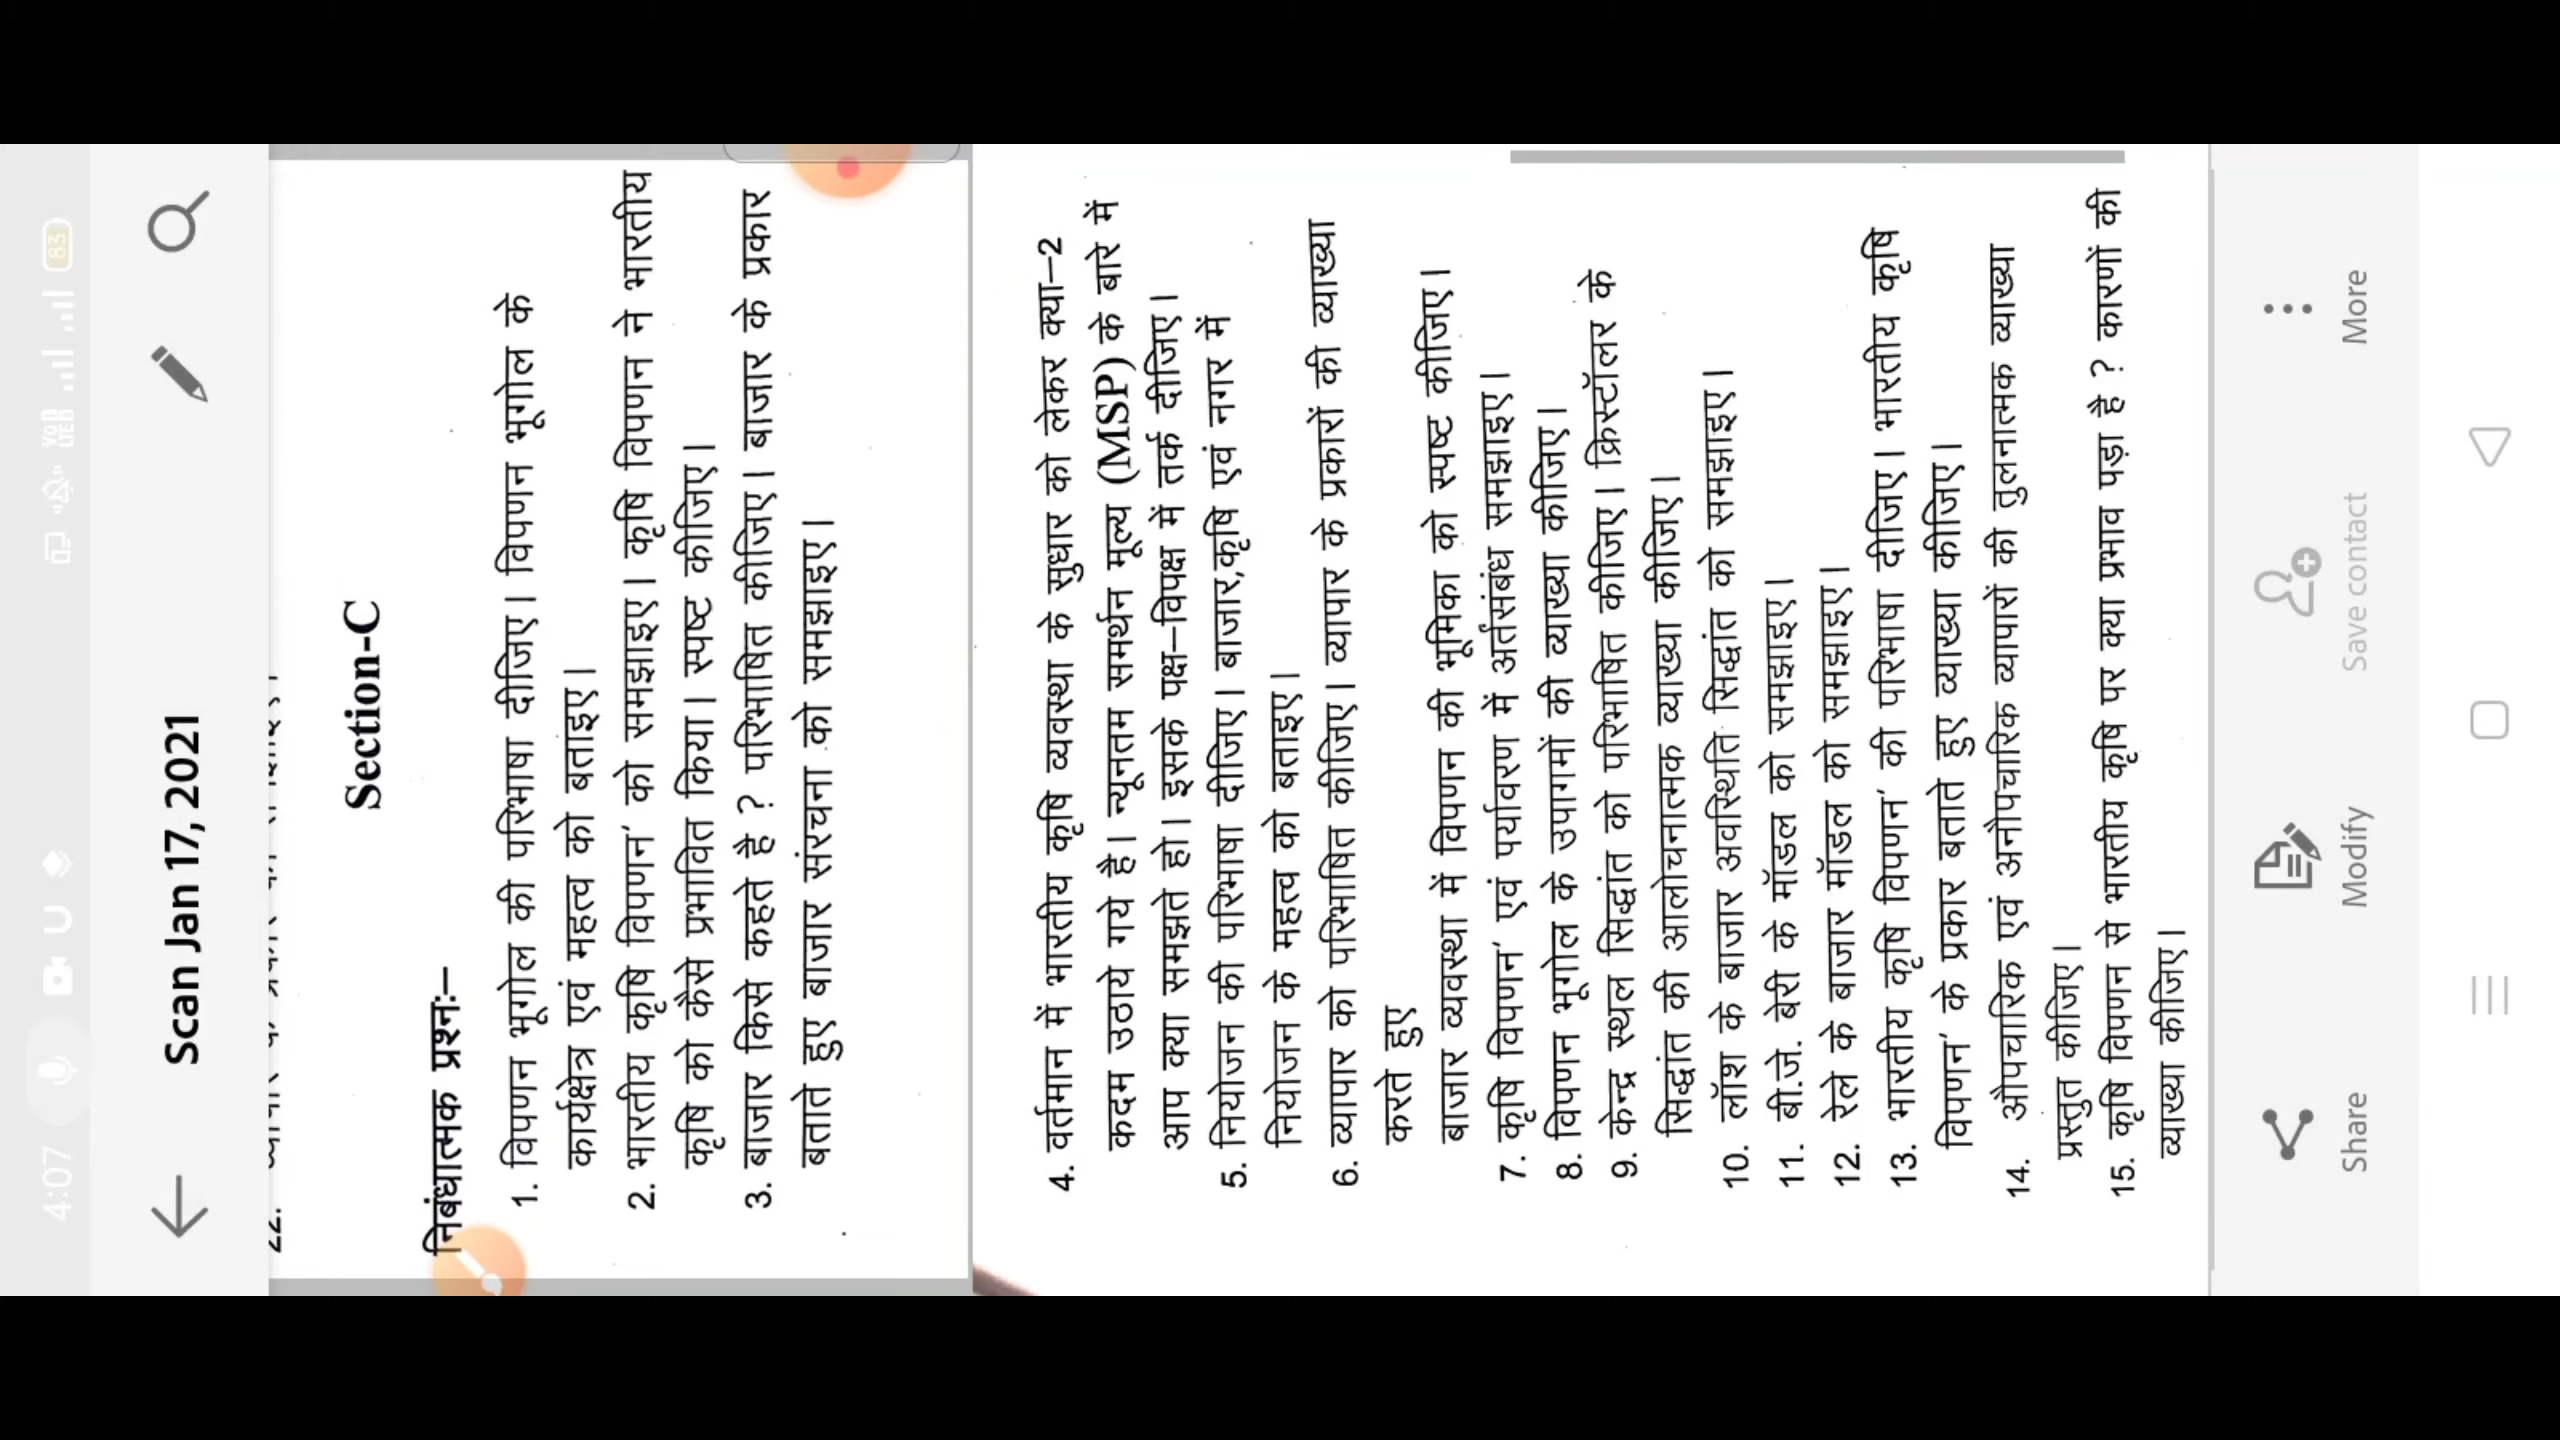 4:07
83
Scan Jan 17, 2021
22.
Section-C
निबंधात्मक प्रश्न:–
1. विपणन भूगोल की परिभाषा दीजिए। विपणन भूगोल के
कार्यक्षेत्र एवं महत्व को बताइए।
2. भारतीय कृषि विपणन' को समझाइए। कृषि विपणन ने भारतीय
कृषि को कैसे प्रभावित किया। स्पष्ट कीजिए।
3. बाजार किसे कहते है ? परिभाषित कीजिए। बाजार के प्रकार
बताते हुए बाजार संरचना को समझाइए।
4. वर्तमान में भारतीय कृषि व्यवस्था के सुधार को लेकर क्या–2
कदम उठाये गये है। न्यूनतम समर्थन मूल्य (MSP) के बारे में
आप क्या समझते हो। इसके पक्ष–विपक्ष में तर्क दीजिए।
5. नियोजन की परिभाषा दीजिए। बाजार,कृषि एवं नगर में
नियोजन के महत्व को बताइए।
6. व्यापार को परिभाषित कीजिए। व्यापार के प्रकारों की व्याख्या
करते हुए
बाजार व्यवस्था में विपणन की भूमिका को स्पष्ट कीजिए।
7. कृषि विपणन' एवं पर्यावरण में अर्तसंबंध समझाइए।
8. विपणन भूगोल के उपागमों की व्याख्या कीजिए।
9. केन्द्र स्थल सिद्धांत को परिभाषित कीजिए। क्रिस्टॉलर के
सिद्धांत की आलोचनात्मक व्याख्या कीजिए।
10. लॉश के बाजार अवस्थिति सिद्धांत को समझाइए।
11. बी.जे. बेरी के मॉडल को समझाइए।
12. रेले के बाजार मॉडल को समझाइए।
13. भारतीय कृषि विपणन' की परिभाषा दीजिए। भारतीय कृषि
विपणन' के प्रकार बताते हुए व्याख्या कीजिए।
14. औपचारिक एवं अनौपचारिक व्यापारों की तुलनात्मक व्याख्या
प्रस्तुत कीजिए।
15. कृषि विपणन से भारतीय कृषि पर क्या प्रभाव पड़ा है ? कारणों की
व्याख्या कीजिए।
Share
Modify
Save contact
More